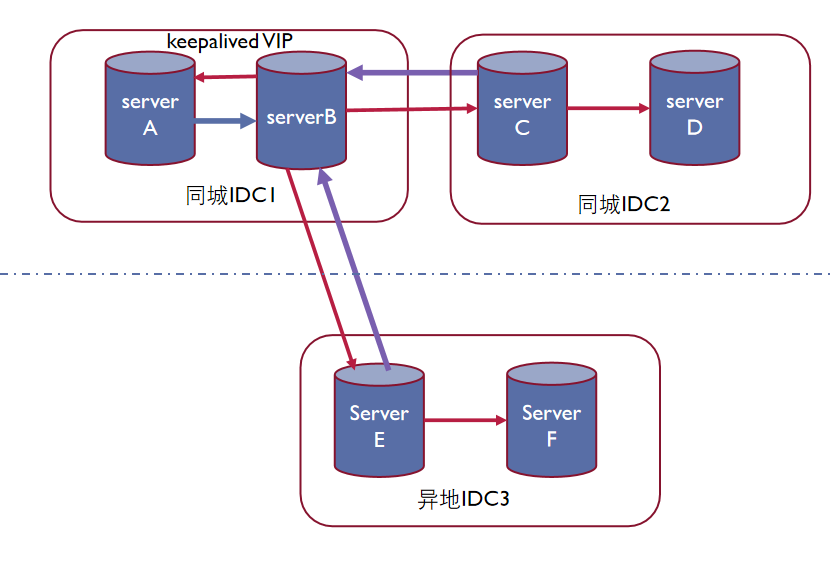 keepalived VIP
server
A
serverB
server
C
server
D
同城IDC1
同城IDC2
Server
E
Server
F
异地IDC3